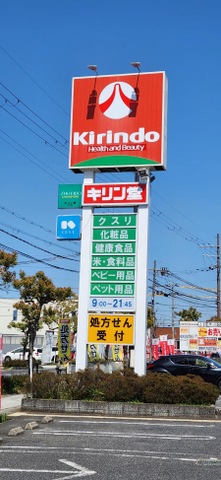 Kirindo
Health and Beauty
キリン堂
クスリ
化粧品
健康食品
米・食料品
ベビー用品
ペット用品
9:00~21:45
処方せん
受付